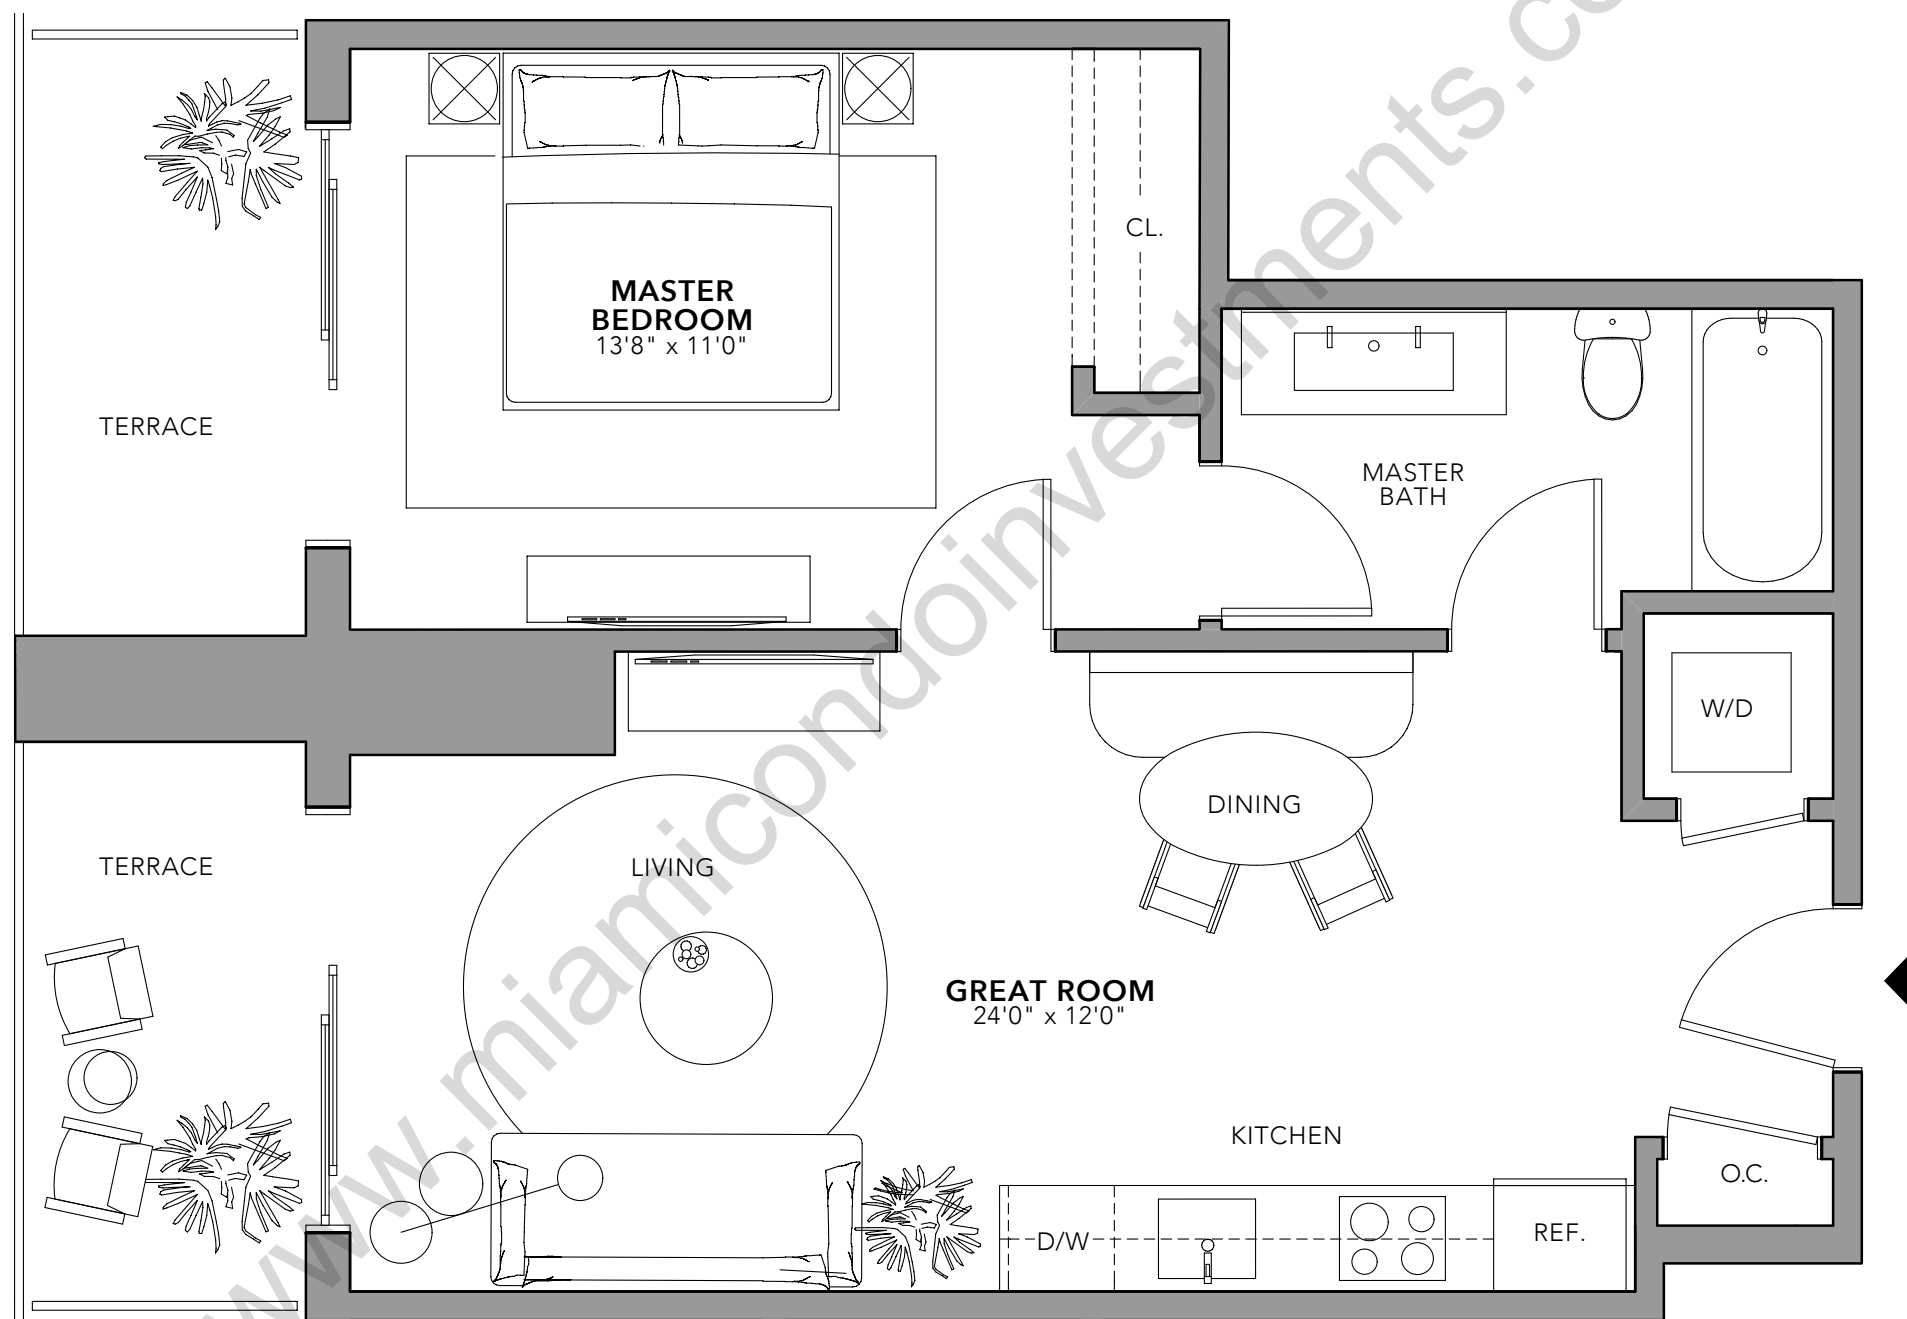 CL.
MASTER
BEDROOM
13'8" x 11'0"
TERRACE
MASTER
BATH
W/D
DINING
TERRACE
LIVING
GREAT ROOM
24'0" x 12'0"
KITCHEN
O.C.
D/W
REF.
www.miamicondoinvestments.co